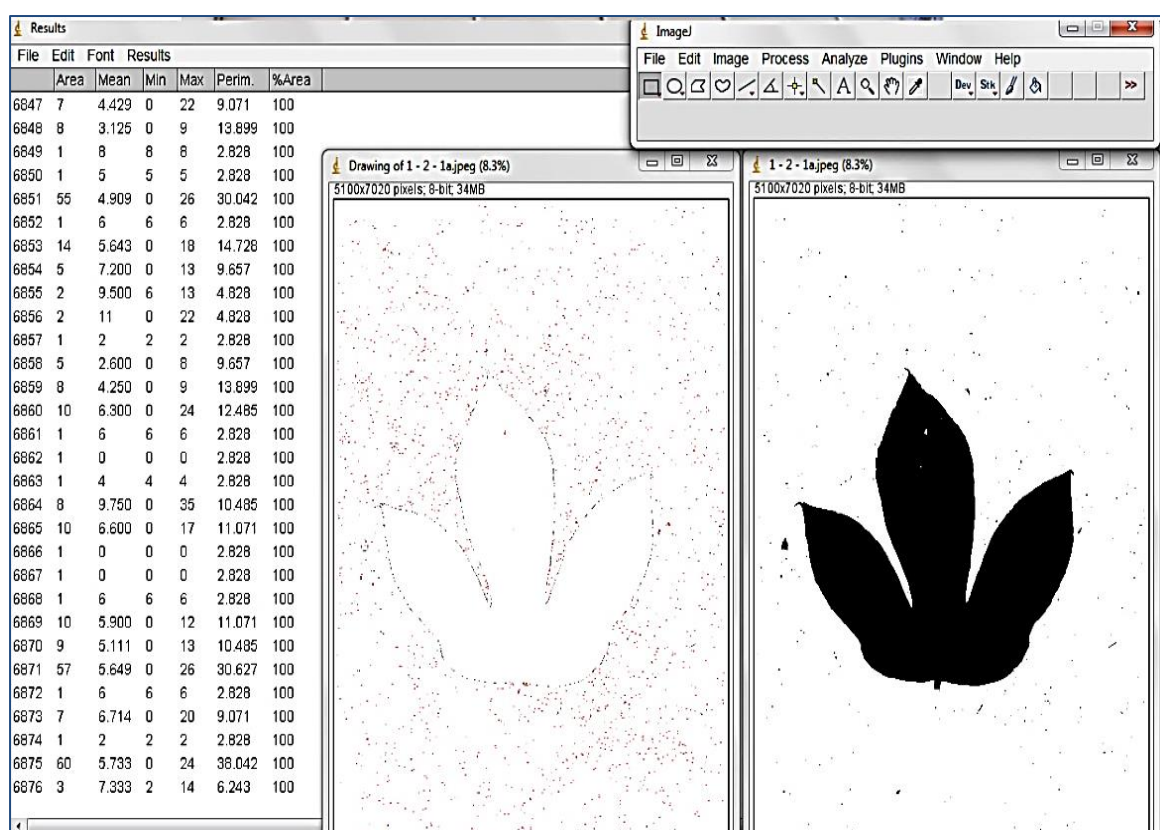 Results
File Edit Font Results
Area Mean Min Max Perim. %Area
6847 7 4.429 0 22 9.071 100
6848 8 3.125 0 9 13.899 100
6849 1 8 8 8 2.828 100
6850 1 5 5 5 2.828 100
6851 55 4.909 0 26 30.042 100
6852 1 6 6 6 2.828 100
6853 14 5.643 0 18 14.728 100
6854 5 7.200 0 13 9.657 100
6855 2 9.500 6 13 4.828 100
6856 2 11 0 22 4.828 100
6857 1 2 2 2 2.828 100
6858 5 2.600 0 8 9.657 100
6859 8 4.250 0 9 13.899 100
6860 10 6.300 0 24 12.485 100
6861 1 6 6 6 2.828 100
6862 1 0 0 0 2.828 100
6863 1 4 4 4 2.828 100
6864 8 9.750 0 35 10.485 100
6865 10 6.600 0 17 11.071 100
6866 1 0 0 0 2.828 100
6867 1 0 0 0 2.828 100
6868 1 6 6 6 2.828 100
6869 10 5.900 0 12 11.071 100
6870 9 5.111 0 13 10.485 100
6871 57 5.649 0 26 30.627 100
6872 1 6 6 6 2.828 100
6873 7 6.714 0 20 9.071 100
6874 1 2 2 2 2.828 100
6875 60 5.733 0 24 38.042 100
6876 3 7.333 2 14 6.243 100
ImageJ
File Edit Image Process Analyze Plugins Window Help
A Dev Stk >>
Drawing of 1 - 2 - 1a.jpeg (8.3%)
5100x7020 pixels; 8-bit; 34MB
1 - 2 - 1a.jpeg (8.3%)
5100x7020 pixels; 8-bit; 34MB